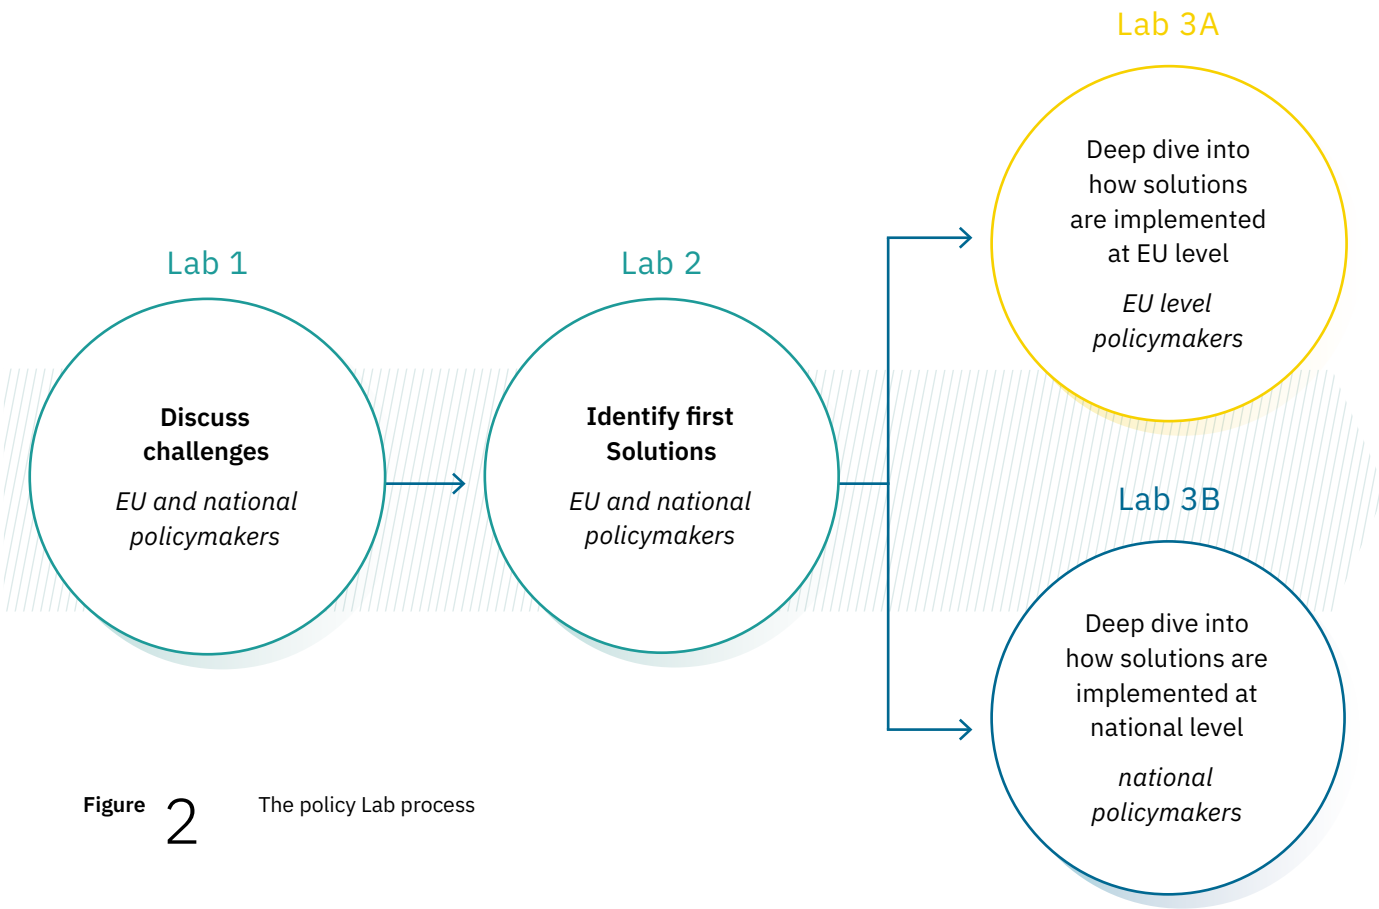 Lab 1
Discuss
challenges
EU and national
policymakers
Lab 2
Identify first
Solutions
EU and national
policymakers
Lab 3A
Deep dive into
how solutions
are implemented
at EU level
EU level
policymakers
Lab 3B
Deep dive into
how solutions are
implemented at
national level
national
policymakers
Figure 2 The policy Lab process